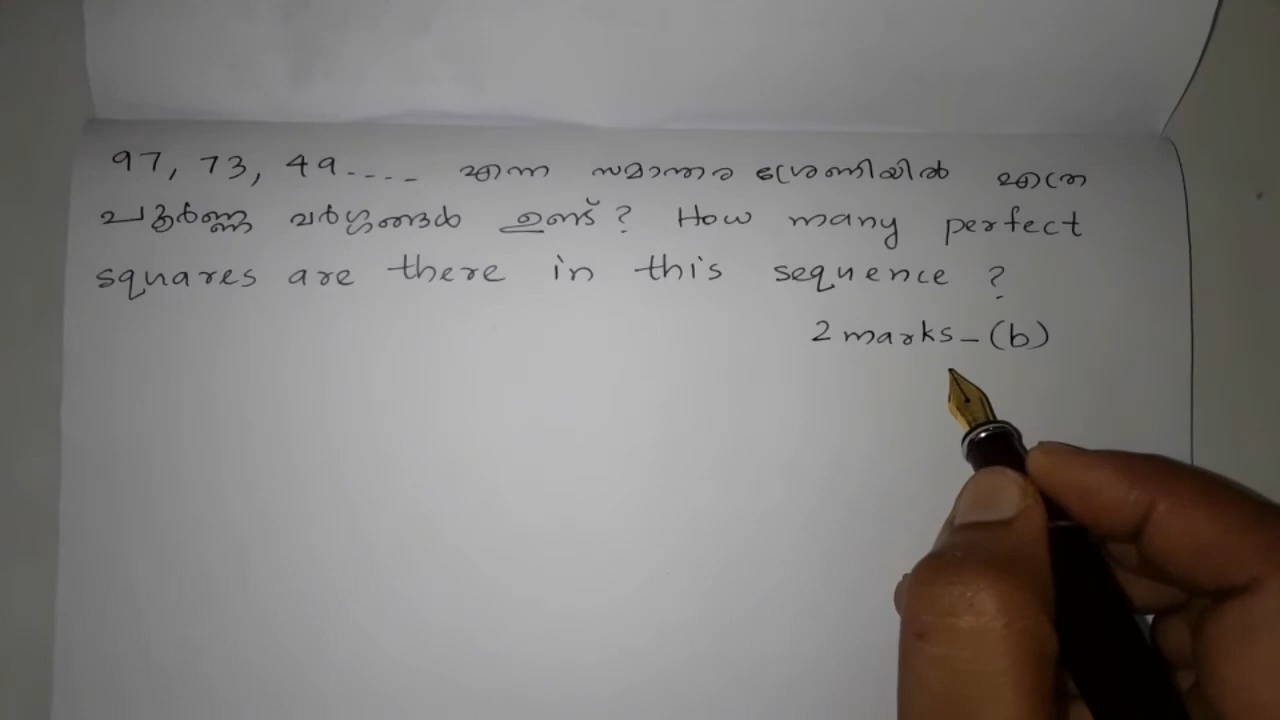 97, 73, 49..... എന്ന സമാന്തര ശ്രേണിയിൽ എത്ര
പൂർണ്ണ വർഗ്ഗങ്ങൾ ഉണ്ട് ? How many perfect
squares are there in this sequence ?
2 marks - (b)